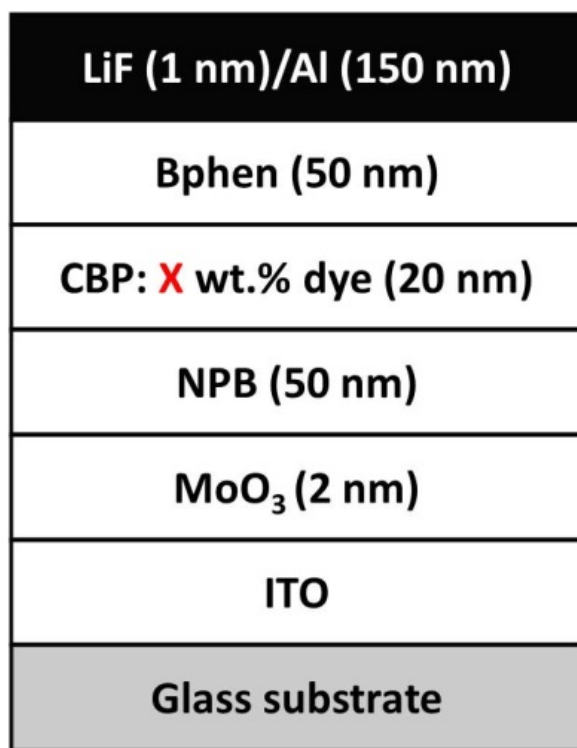 LiF (1 nm)/Al (150 nm)
Bphen (50 nm)
CBP: X wt.% dye (20 nm)
NPB (50 nm)
MoO₃ (2 nm)
ITO
Glass substrate